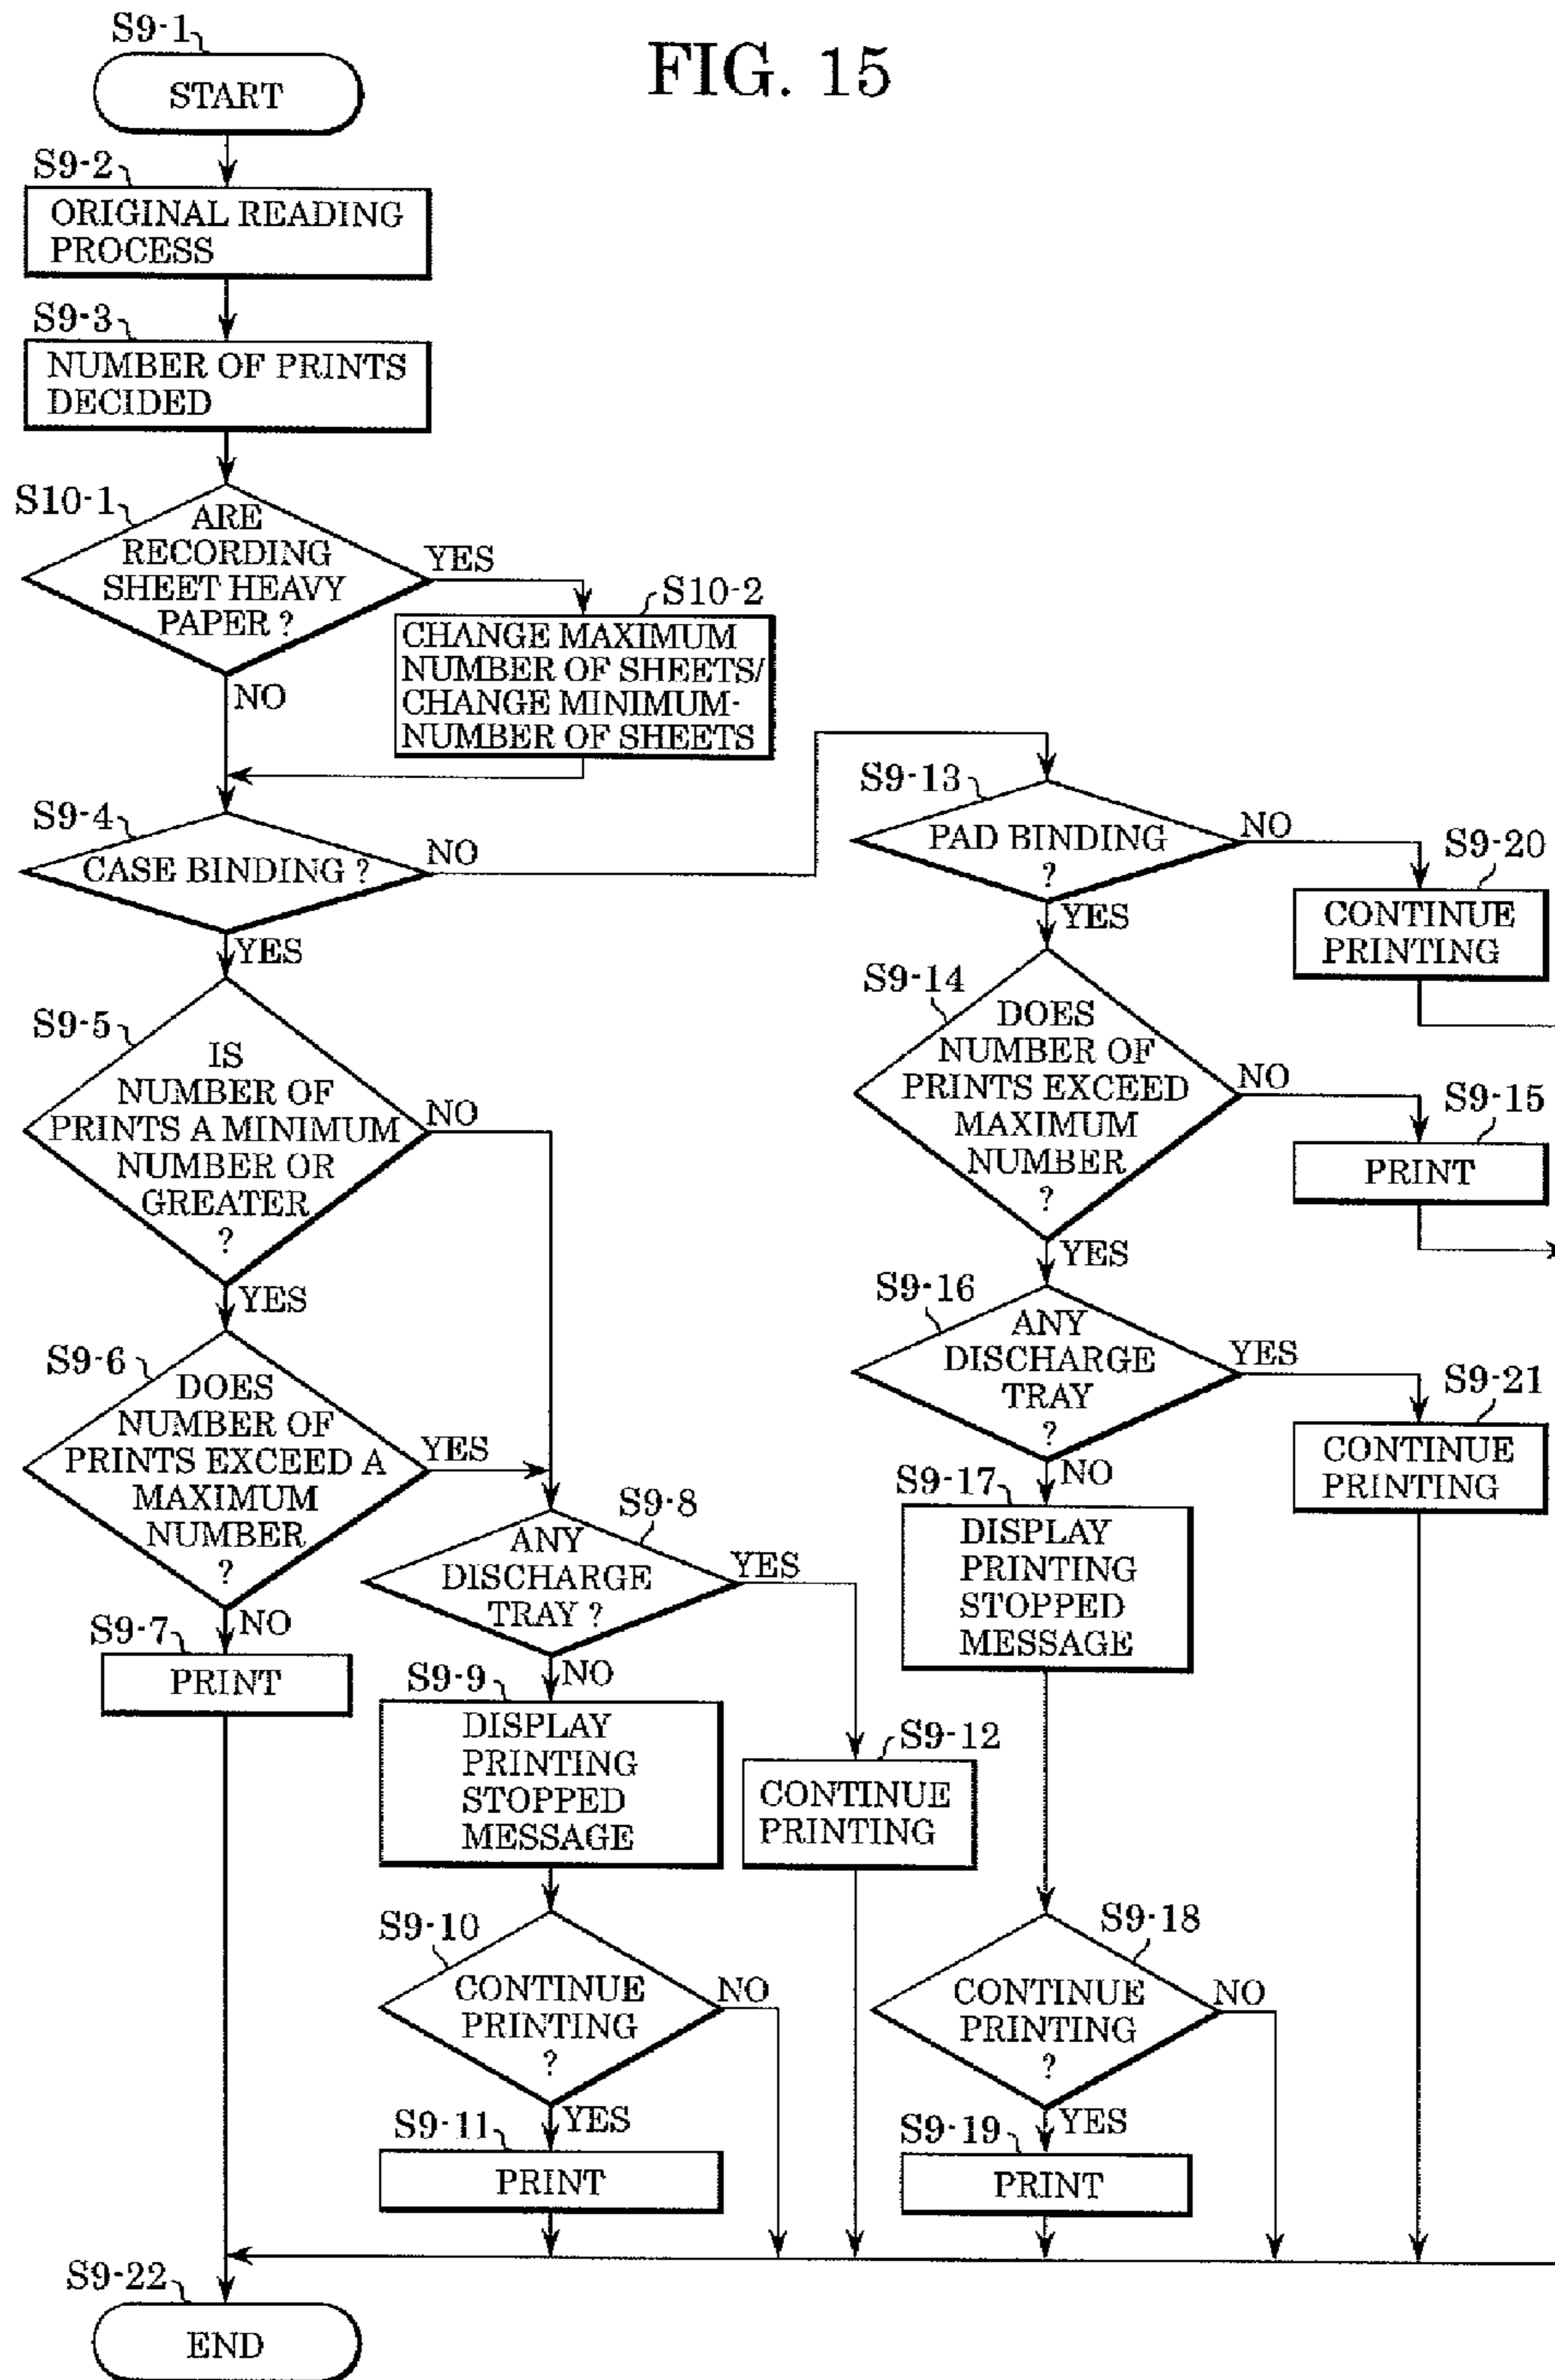 FIG. 15
S9-1
START
S9-2
ORIGINAL READING
PROCESS
S9-3
NUMBER OF PRINTS
DECIDED
S10-1
ARE
RECORDING
SHEET HEAVY
PAPER ?
YES
NO
S10-2
CHANGE MAXIMUM
NUMBER OF SHEETS/
CHANGE MINIMUM-
NUMBER OF SHEETS
S9-4
CASE BINDING ?
NO
YES
S9-5
IS
NUMBER OF
PRINTS A MINIMUM
NUMBER OR
GREATER
?
NO
YES
S9-6
DOES
NUMBER OF
PRINTS EXCEED A
MAXIMUM
NUMBER
?
YES
NO
S9-7
PRINT
S9-8
ANY
DISCHARGE
TRAY ?
YES
NO
S9-9
DISPLAY
PRINTING
STOPPED
MESSAGE
S9-12
CONTINUE
PRINTING
S9-10
CONTINUE
PRINTING
?
NO
YES
S9-11
PRINT
S9-13
PAD BINDING
?
NO
YES
S9-20
CONTINUE
PRINTING
S9-14
DOES
NUMBER OF
PRINTS EXCEED
MAXIMUM
NUMBER
?
NO
YES
S9-15
PRINT
S9-16
ANY
DISCHARGE
TRAY
?
YES
NO
S9-21
CONTINUE
PRINTING
S9-17
DISPLAY
PRINTING
STOPPED
MESSAGE
S9-18
CONTINUE
PRINTING
?
NO
YES
S9-19
PRINT
S9-22
END